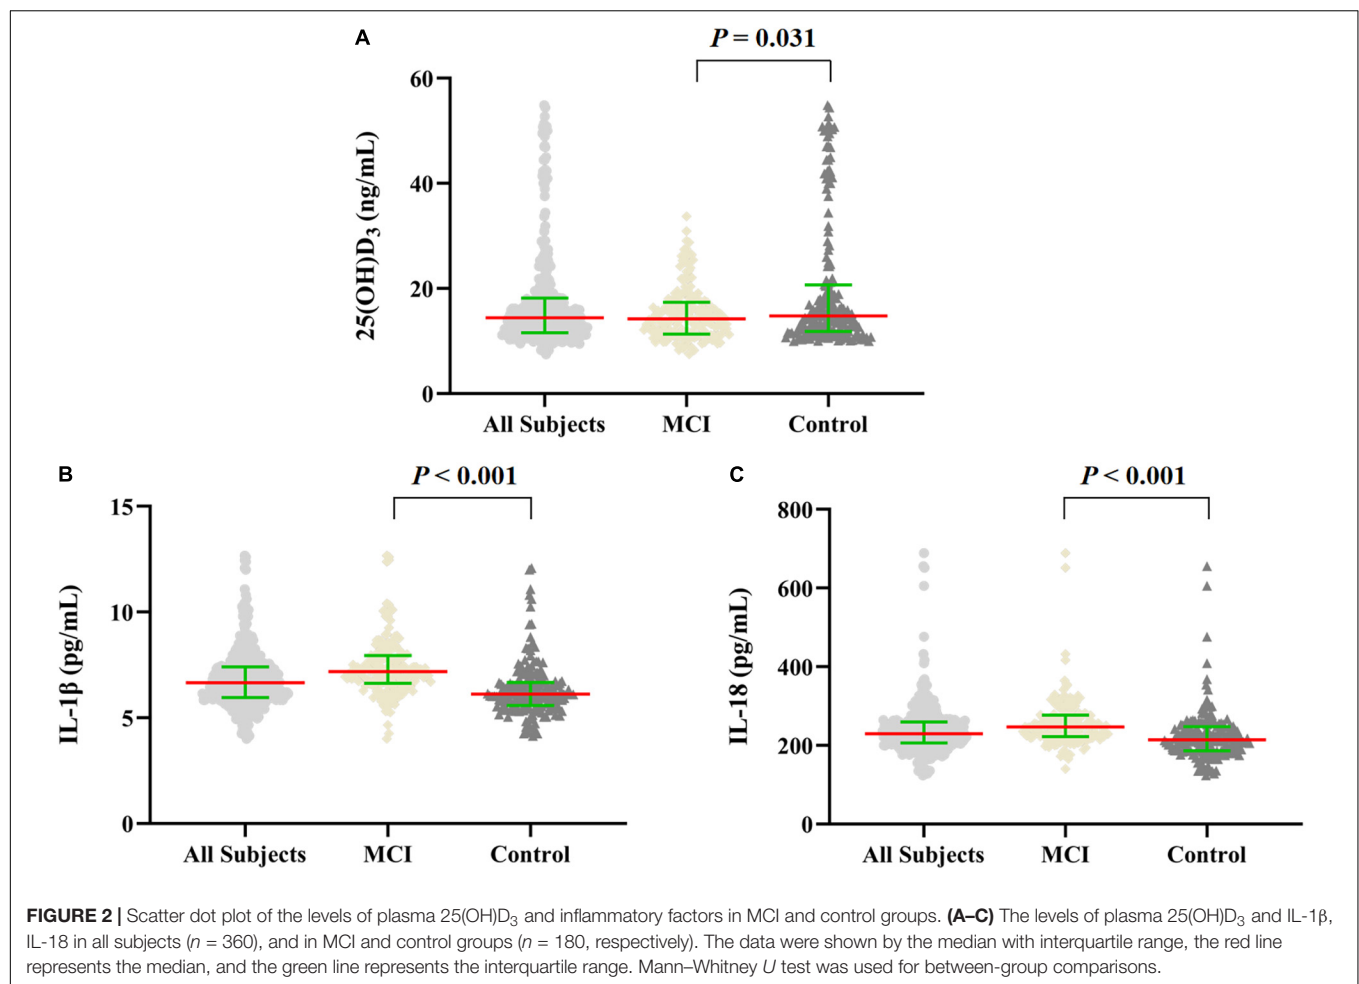 A
P = 0.031
60
40
20
0
25(OH)D₃ (ng/mL)
All Subjects MCI Control
B
P < 0.001
15
10
5
0
IL-1β (pg/mL)
All Subjects MCI Control
C
P < 0.001
800
600
400
200
0
IL-18 (pg/mL)
All Subjects MCI Control
FIGURE 2 | Scatter dot plot of the levels of plasma 25(OH)D₃ and inflammatory factors in MCI and control groups. (A–C) The levels of plasma 25(OH)D₃ and IL-1β,
IL-18 in all subjects (n = 360), and in MCI and control groups (n = 180, respectively). The data were shown by the median with interquartile range, the red line
represents the median, and the green line represents the interquartile range. Mann–Whitney U test was used for between-group comparisons.